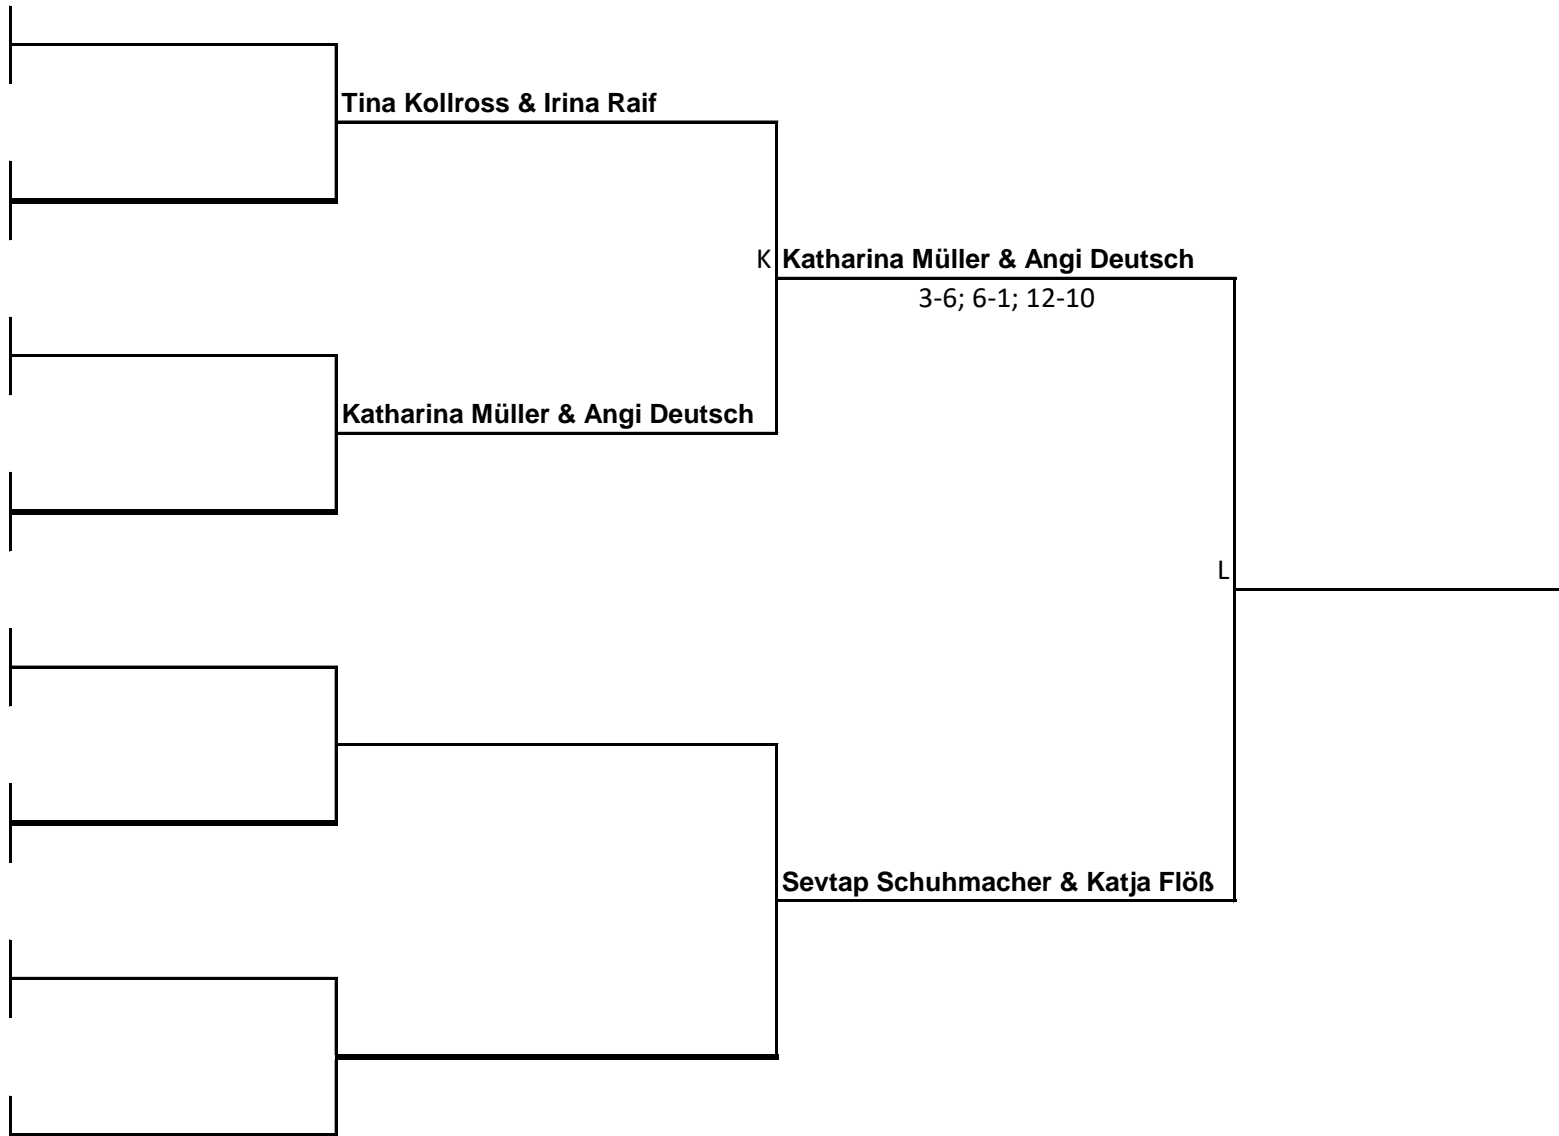 Tina Kollross & Irina Raif
K Katharina Müller & Angi Deutsch
3-6; 6-1; 12-10
Katharina Müller & Angi Deutsch
L
Sevtap Schuhmacher & Katja Flöß